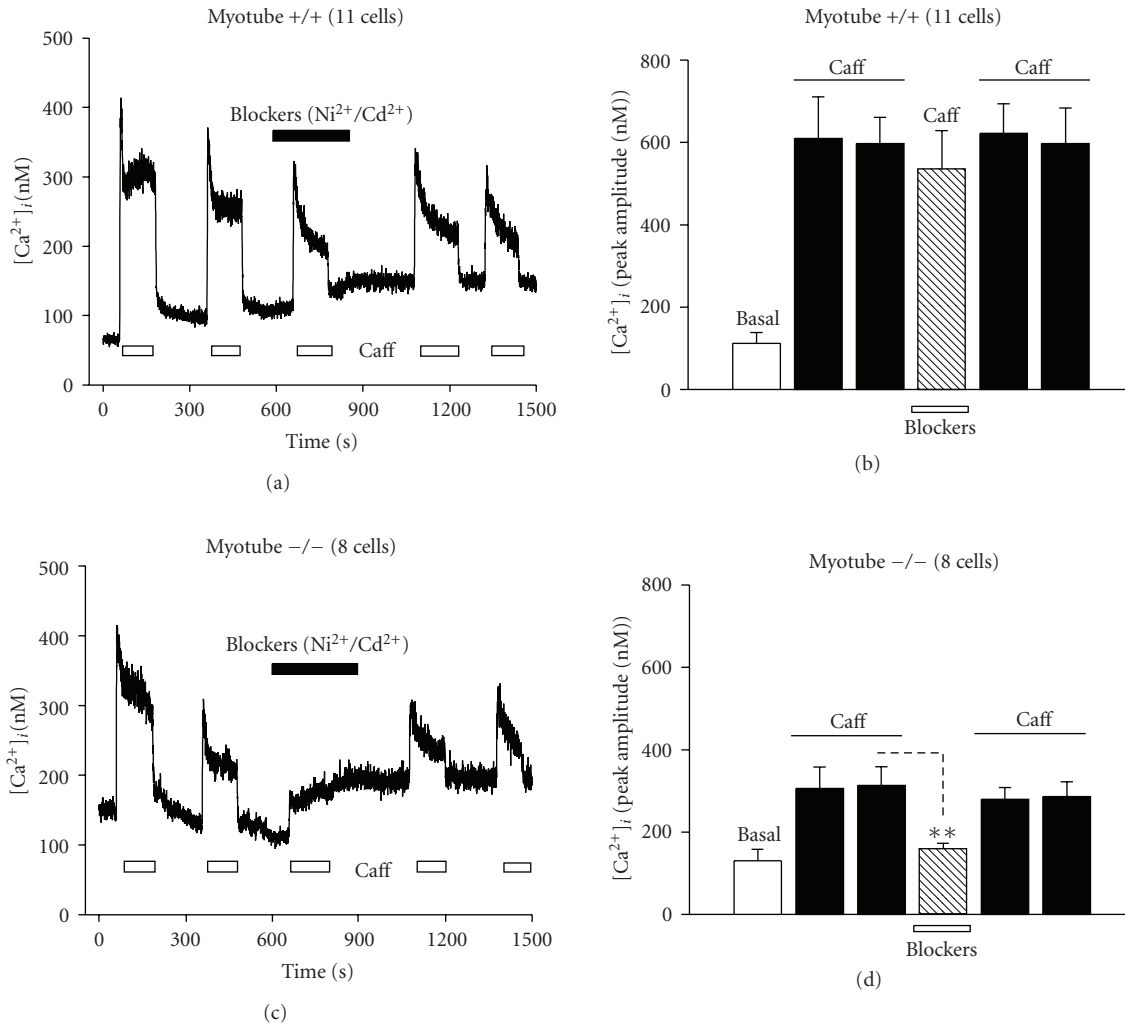 Myotube +/+ (11 cells)
500
400
300
200
100
0
[Ca²⁺]ᵢ (nM)
Blockers (Ni²⁺/Cd²⁺)
Caff
0 300 600 900 1200 1500
Time (s)
(a)
Myotube +/+ (11 cells)
800
600
400
200
0
[Ca²⁺]ᵢ (peak amplitude (nM))
Basal
Caff
Caff
Caff
Blockers
(b)
Myotube −/− (8 cells)
500
400
300
200
100
0
[Ca²⁺]ᵢ (nM)
Blockers (Ni²⁺/Cd²⁺)
Caff
0 300 600 900 1200 1500
Time (s)
(c)
Myotube −/− (8 cells)
800
600
400
200
0
[Ca²⁺]ᵢ (peak amplitude (nM))
Basal
Caff
**
Caff
Blockers
(d)